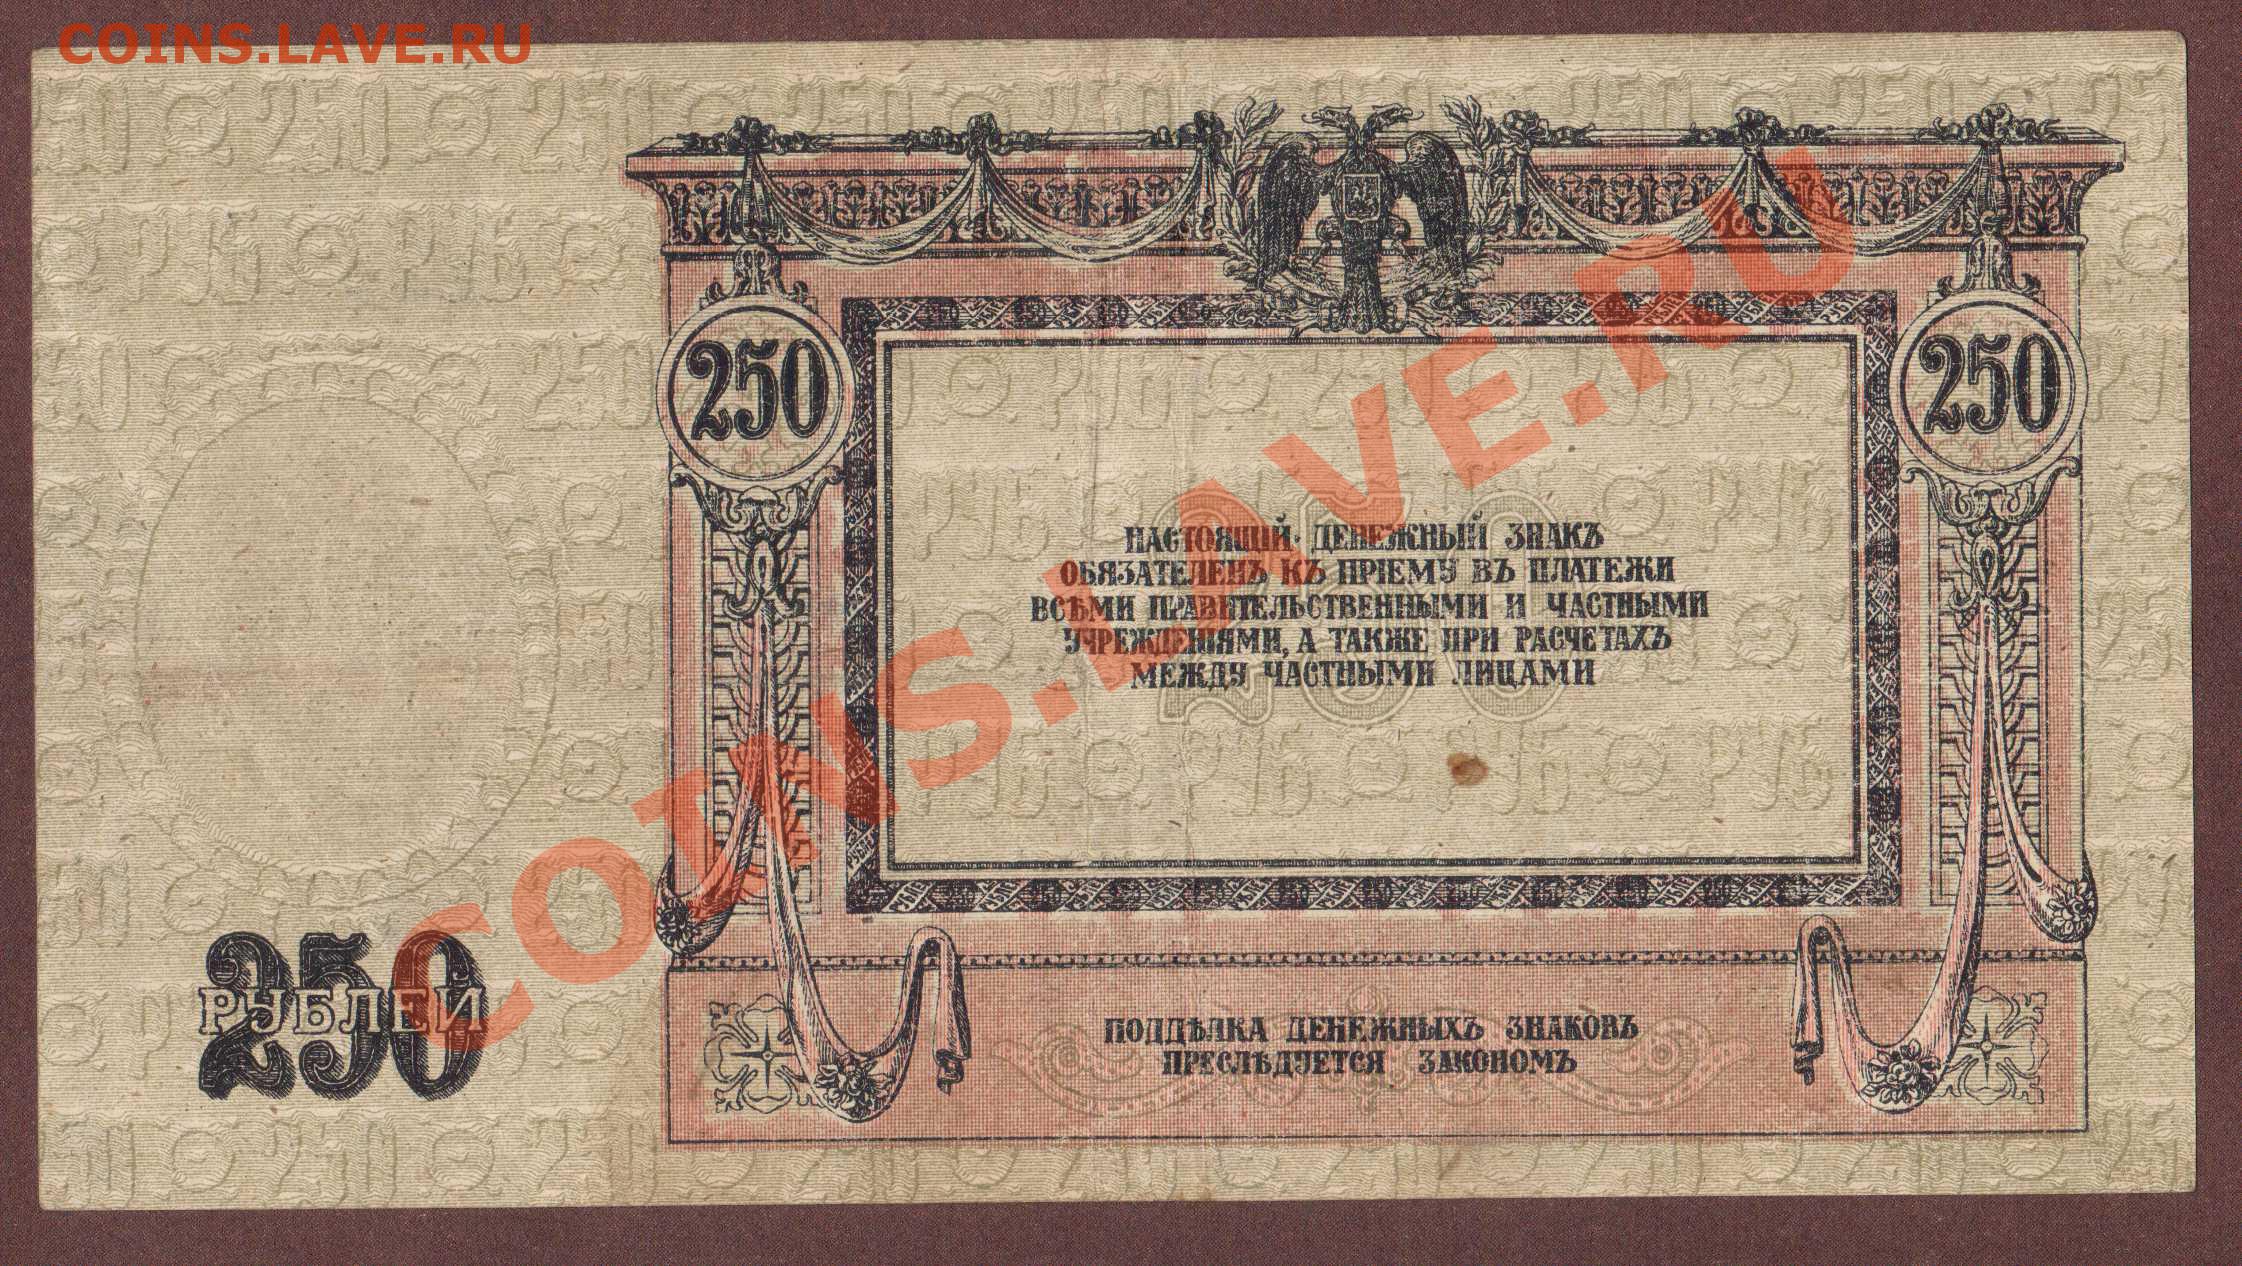 COINS.LAVE.RU
250
250
НАСТОЯЩІЙ ДЕНЕЖНЫЙ ЗНАКЪ
ОБЯЗАТЕЛЕНЪ КЪ ПРІЕМУ ВЪ ПЛАТЕЖИ
ВСѢМИ ПРАВИТЕЛЬСТВЕННЫМИ И ЧАСТНЫМИ
УЧРЕЖДЕНІЯМИ, А ТАКЖЕ ПРИ РАСЧЕТАХЪ
МЕЖДУ ЧАСТНЫМИ ЛИЦАМИ
COINS.LAVE.RU
250
РУБЛЕЙ
ПОДДѢЛКА ДЕНЕЖНЫХЪ ЗНАКОВЪ
ПРЕСЛѢДУЕТСЯ ЗАКОНОМЪ